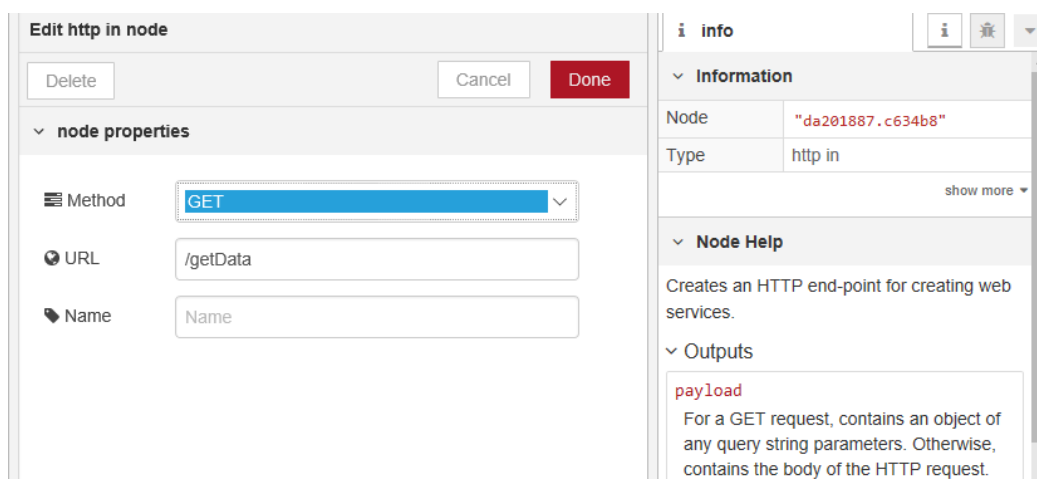 Edit http in node
Delete
Cancel
Done
node properties
Method
GET
URL
/getData
Name
Name
i info
i
Information
Node
"da201887.c634b8"
Type
http in
show more
Node Help
Creates an HTTP end-point for creating web
services.
Outputs
payload
For a GET request, contains an object of
any query string parameters. Otherwise,
contains the body of the HTTP request.